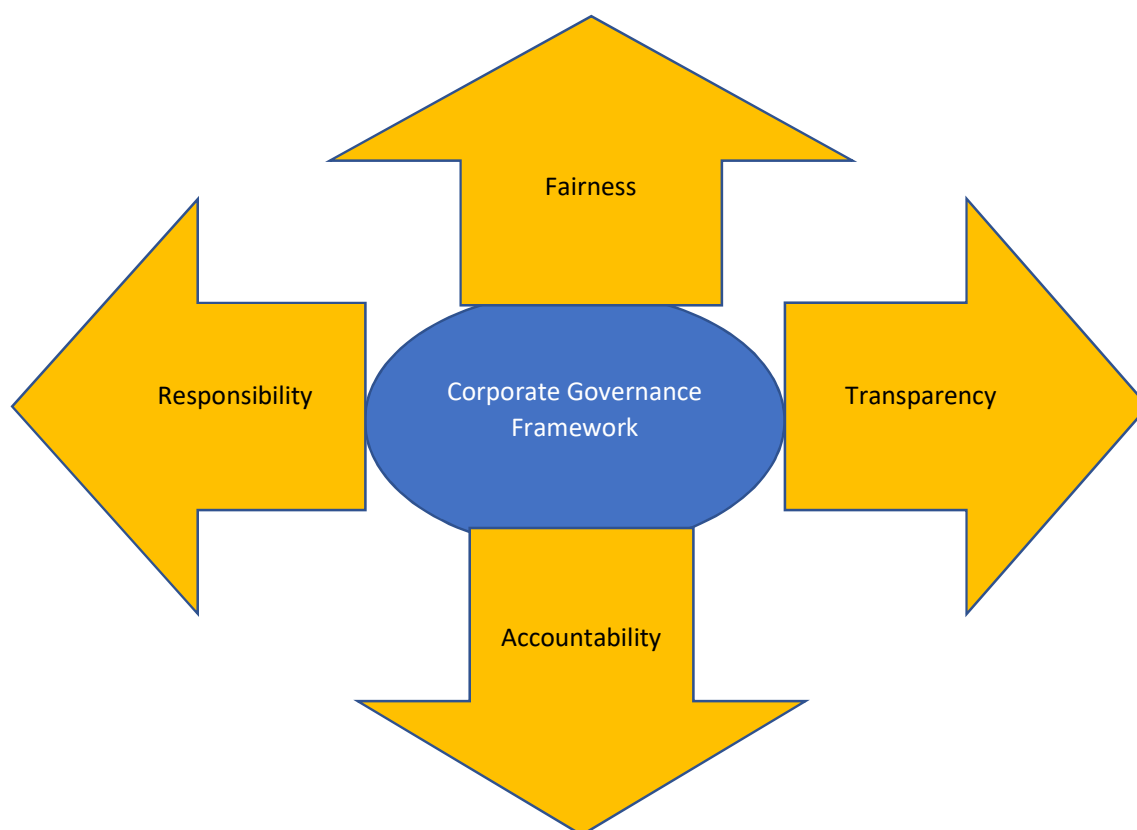 Fairness
Responsibility
Corporate Governance
Framework
Transparency
Accountability